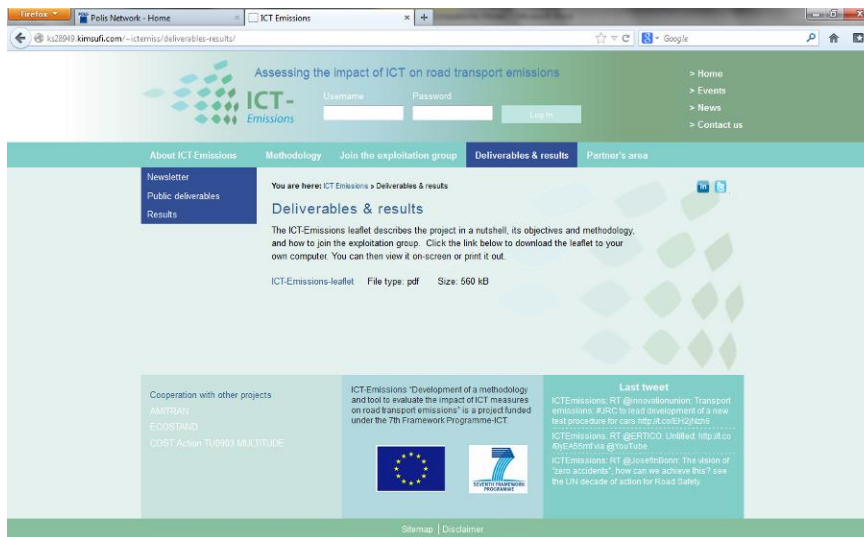 Firefox
Polis Network - Home
ICT Emissions
ks28949.kimsufi.com/~ictemiss/deliverables-results/
Google
Assessing the impact of ICT on road transport emissions
ICT-
Emissions
Username
Password
Log In
> Home
> Events
> News
> Contact us
About ICT-Emissions
Methodology
Join the exploitation group
Deliverables & results
Partner's area
Newsletter
Public deliverables
Results
You are here: ICT Emissions » Deliverables & results
Deliverables & results
The ICT-Emissions leaflet describes the project in a nutshell, its objectives and methodology,
and how to join the exploitation group. Click the link below to download the leaflet to your
own computer. You can then view it on-screen or print it out.
ICT-Emissions-leaflet File type: pdf Size: 560 kB
Cooperation with other projects
AMITRAN
ECOSTAND
COST Action TU0903 MULTITUDE
ICT-Emissions "Development of a methodology
and tool to evaluate the impact of ICT measures
on road transport emissions" is a project funded
under the 7th Framework Programme-ICT.
SEVENTH FRAMEWORK
PROGRAMME
Last tweet
ICTEmissions: RT @innovationunion: Transport
emissions: #JRC to lead development of a new
test procedure for cars
ICTEmissions: RT @ERTICO: Untitled: http://t.co
via @YouTube
ICTEmissions: RT @JosefinBonn: The vision of
"zero accidents", how can we achieve this? see
the UN decade of action for Road Safety.
Sitemap | Disclaimer